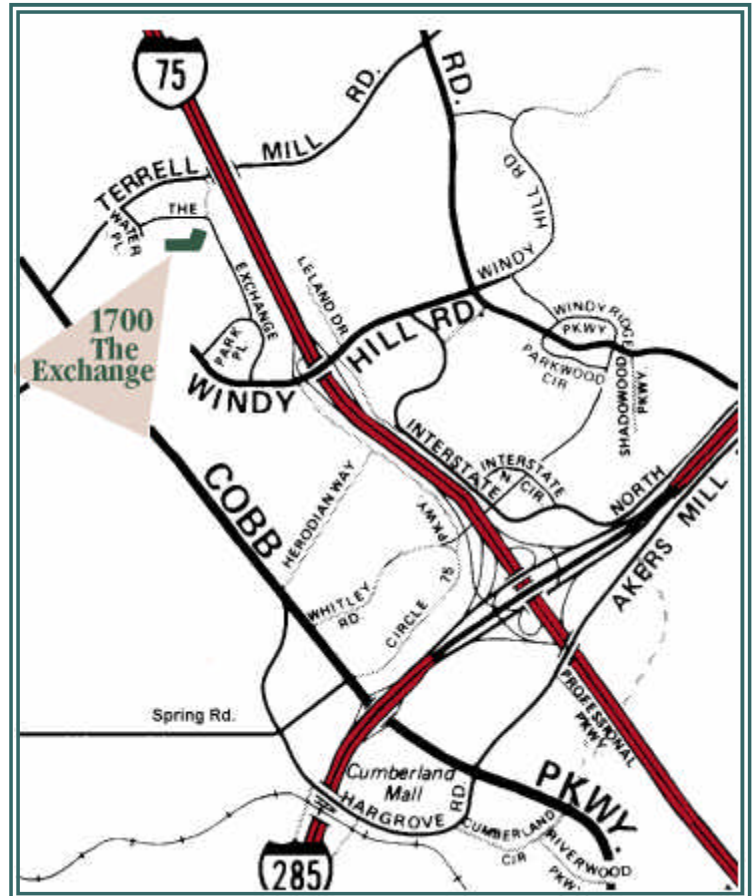 75
TERRELL MILL RD.
RD.
WINDY HILL RD
THE EXCHANGE
WATER PL.
LELAND DR
1700
The
Exchange
PARK PL.
WINDY HILL RD.
WINDY RIDGE PKWY
PARKWOOD CIR
SHADOWOOD PKWY
INTERSTATE NORTH
INTERSTATE N CIR
PKWY
COBB PKWY.
HERODIAN WAY
WHITLEY RD.
CIRCLE 75
AKERS MILL
PROFESSIONAL PKWY
Spring Rd.
Cumberland
Mall
HARGROVE RD.
CUMBERLAND CIR
RIVERWOOD PKWY
285